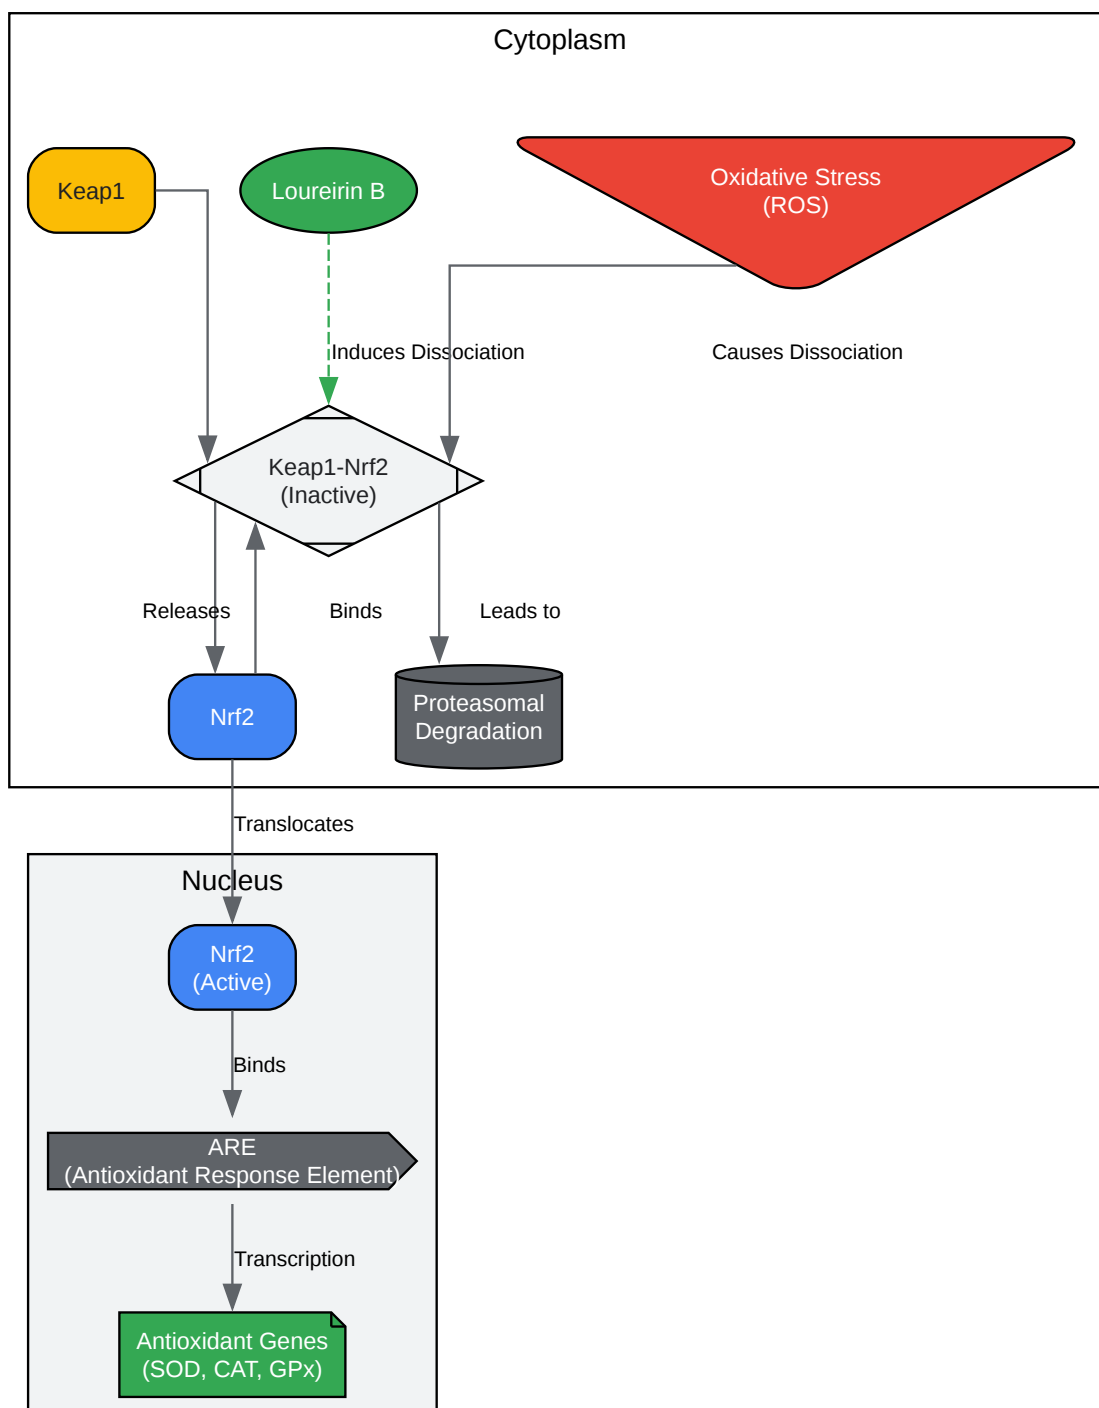 Cytoplasm
Keap1
Loureirin B
Oxidative Stress
(ROS)
Induces Dissociation
Causes Dissociation
Keap1-Nrf2
(Inactive)
Releases
Binds
Leads to
Nrf2
Proteasomal
Degradation
Translocates
Nucleus
Nrf2
(Active)
Binds
ARE
(Antioxidant Response Element)
Transcription
Antioxidant Genes
(SOD, CAT, GPx)